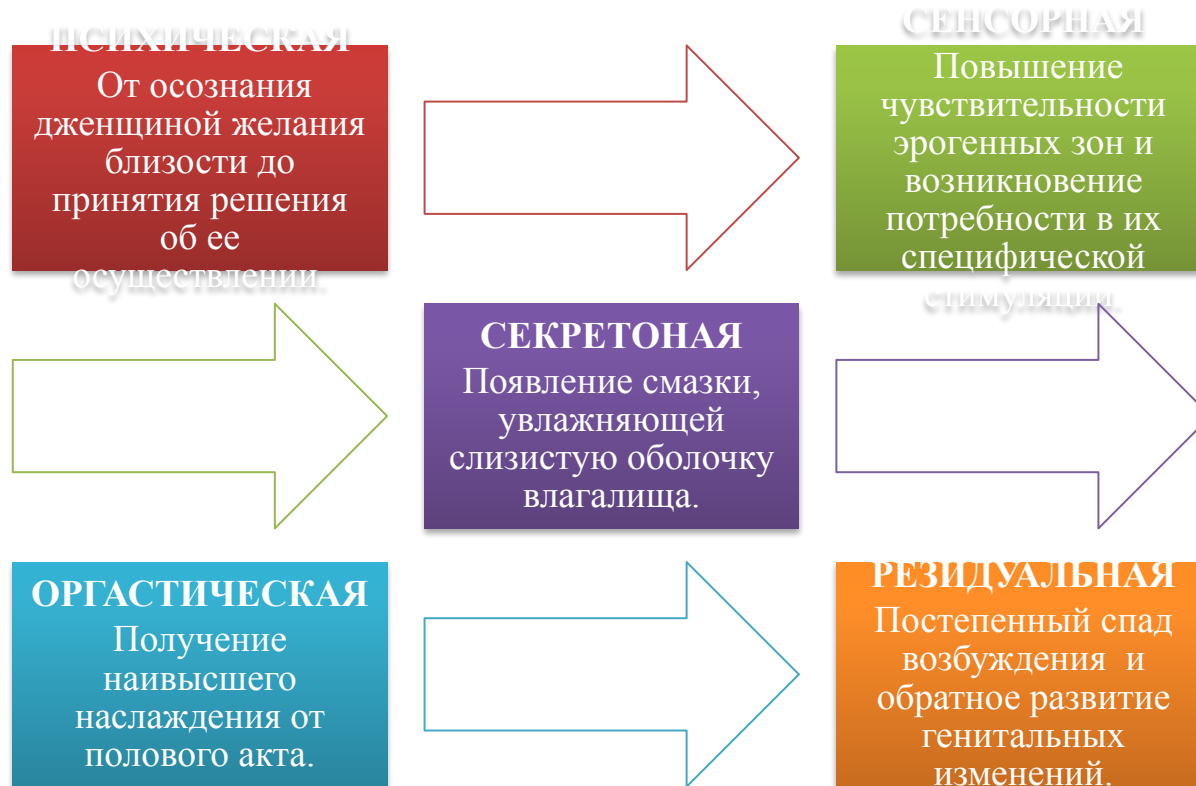 ПСИХИЧЕСКАЯ
От осознания
дженщиной желания
близости до
принятия решения
об ее
осуществлении.
СЕНСОРНАЯ
Повышение
чувствительности
эрогенных зон и
возникновение
потребности в их
специфической
стимуляции.
СЕКРЕТОНАЯ
Появление смазки,
увлажняющей
слизистую оболочку
влагалища.
ОРГАСТИЧЕСКАЯ
Получение
наивысшего
наслаждения от
полового акта.
РЕЗИДУАЛЬНАЯ
Постепенный спад
возбуждения и
обратное развитие
генитальных
изменений.